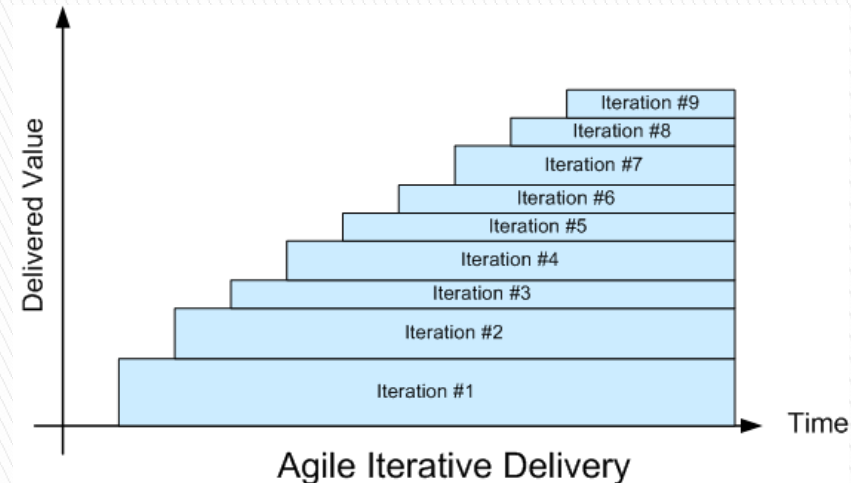 Delivered Value
Iteration #9
Iteration #8
Iteration #7
Iteration #6
Iteration #5
Iteration #4
Iteration #3
Iteration #2
Iteration #1
Time
Agile Iterative Delivery